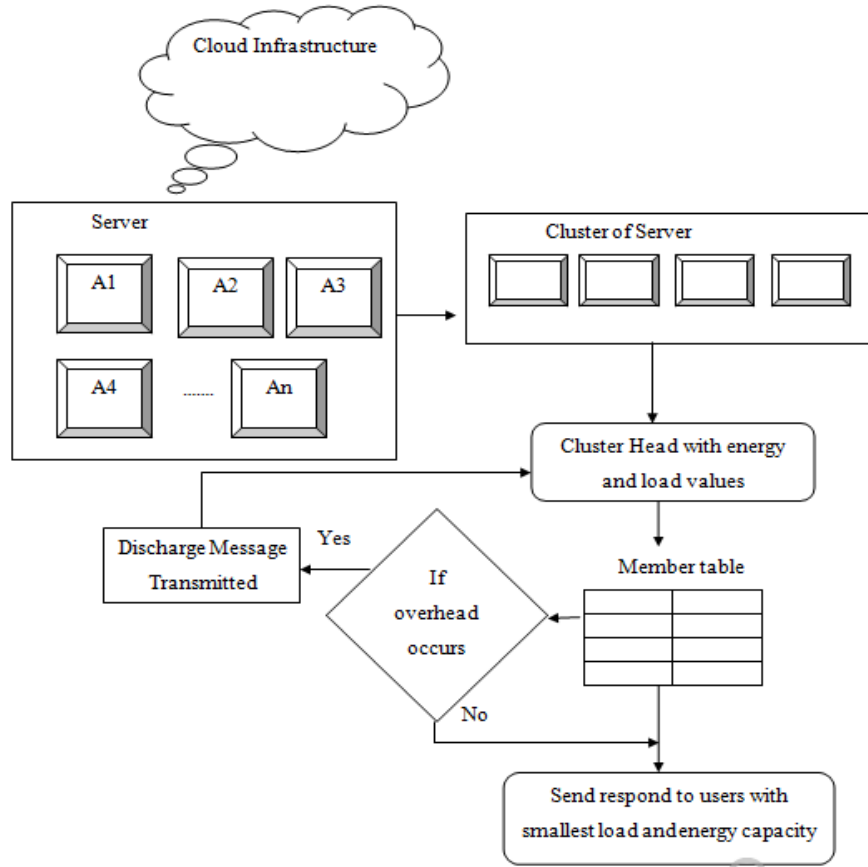 Cloud Infrastructure
Server
A1
A2
A3
A4
.......
An
Cluster of Server
Cluster Head with energy
and load values
Member table
If
overhead
occurs
Yes
Discharge Message
Transmitted
No
Send respond to users with
smallest load and energy capacity